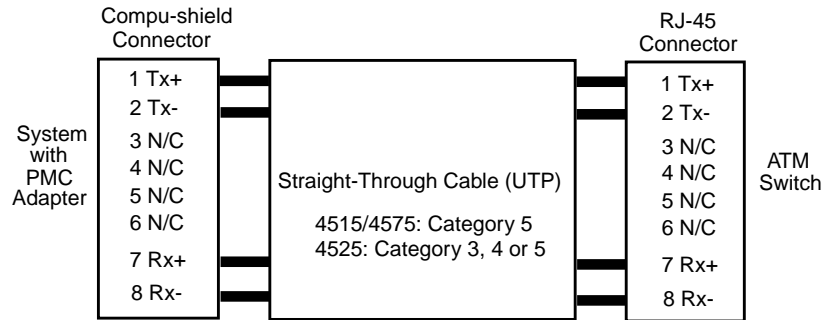 Compu-shield
Connector
RJ-45
Connector
System
with
PMC
Adapter
1 Tx+
2 Tx-
3 N/C
4 N/C
5 N/C
6 N/C
7 Rx+
8 Rx-
Straight-Through Cable (UTP)
4515/4575: Category 5
4525: Category 3, 4 or 5
1 Tx+
2 Tx-
3 N/C
4 N/C
5 N/C
6 N/C
7 Rx+
8 Rx-
ATM
Switch